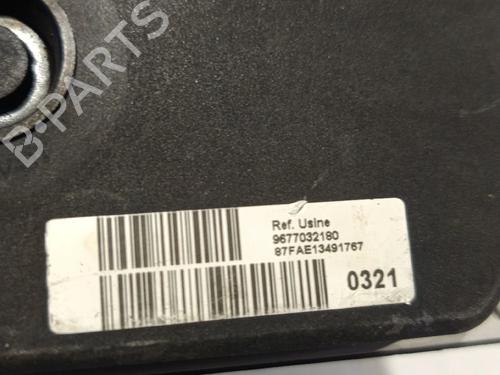 B-PARTS
Ref. Usine
9677032180
87FAE13491767
0321